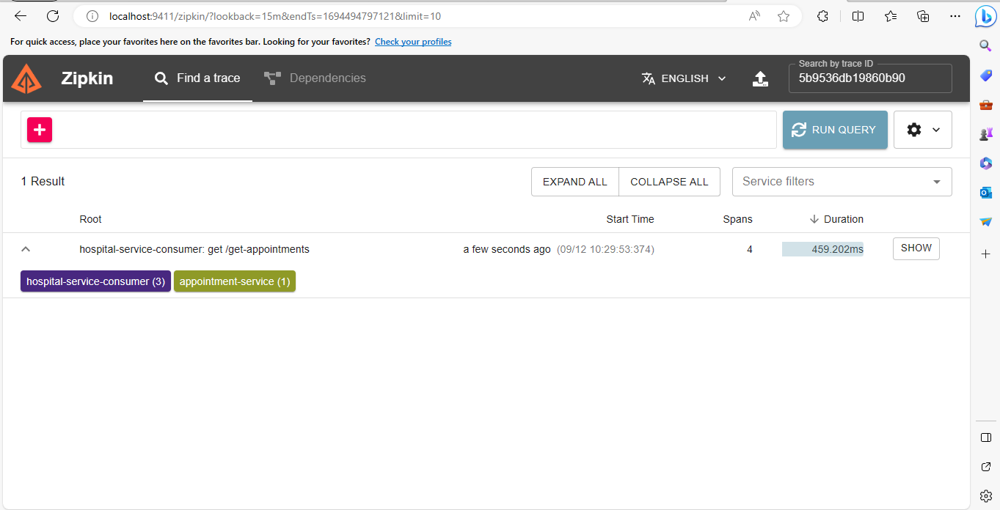 localhost:9411/zipkin/?lookback=15m&endTs=1694494797121&limit=10
For quick access, place your favorites here on the favorites bar. Looking for your favorites? Check your profiles
Zipkin
Find a trace
Dependencies
ENGLISH
Search by trace ID
5b9536db19860b90
RUN QUERY
1 Result
EXPAND ALL
COLLAPSE ALL
Service filters
Root
Start Time
Spans
Duration
hospital-service-consumer: get /get-appointments
a few seconds ago (09/12 10:29:53:374)
4
459.202ms
SHOW
hospital-service-consumer (3)
appointment-service (1)